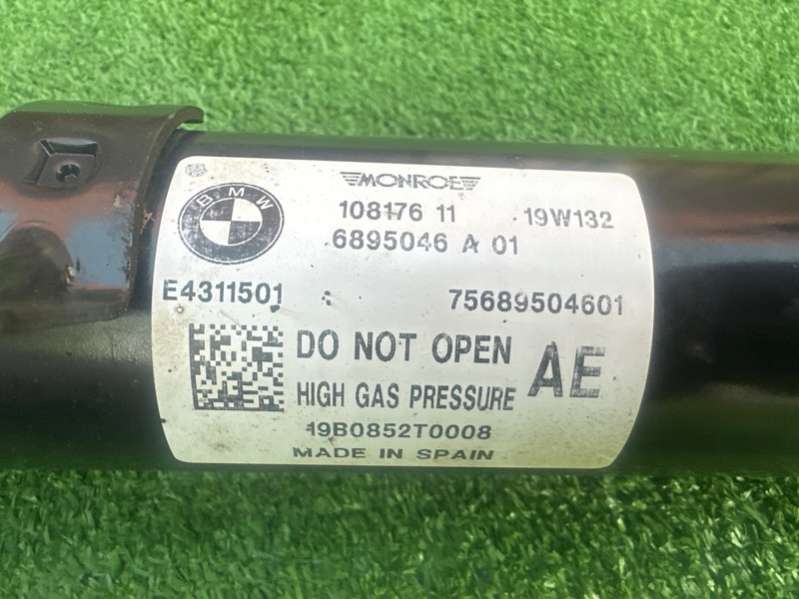 MONROE
BMW
108176 11 19W132
6895046 A 01
E4311501 75689504601
DO NOT OPEN
AE
HIGH GAS PRESSURE
19B0852T0008
MADE IN SPAIN